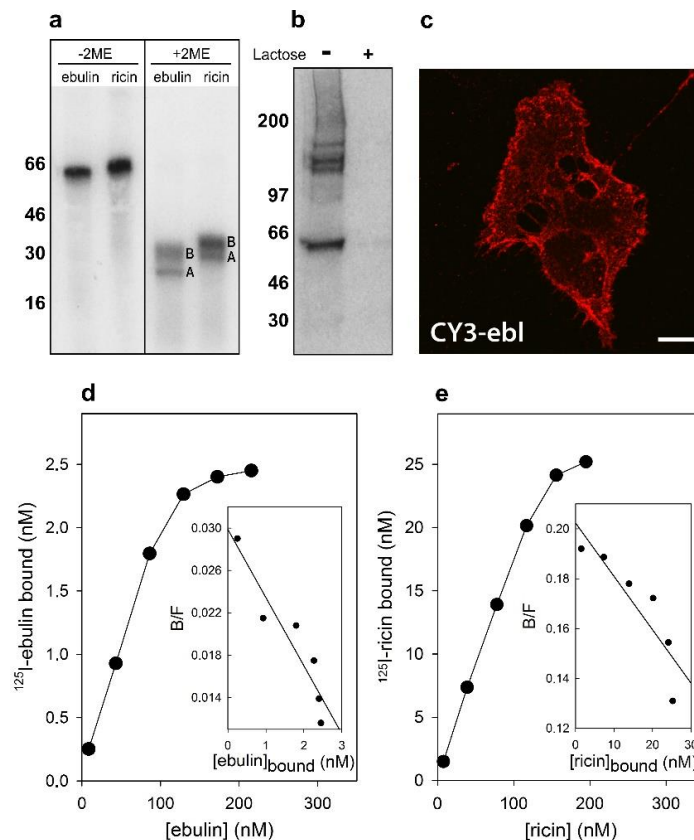 a
-2ME +2ME
ebulin ricin ebulin ricin
66
46
30
16
B
A
B
A
b
Lactose - +
200
97
66
46
30
c
CY3-ebl
d
125I-ebulin bound (nM)
2.5
2.0
1.5
1.0
0.5
0.0
0 100 200 300
[ebulin] (nM)
B/F
0.030
0.022
0.018
0.014
0 1 2 3
[ebulin]bound (nM)
e
125I-ricin bound (nM)
25
20
15
10
5
0
0 100 200 300
[ricin] (nM)
B/F
0.20
0.18
0.16
0.14
0.12
0 10 20 30
[ricin]bound (nM)